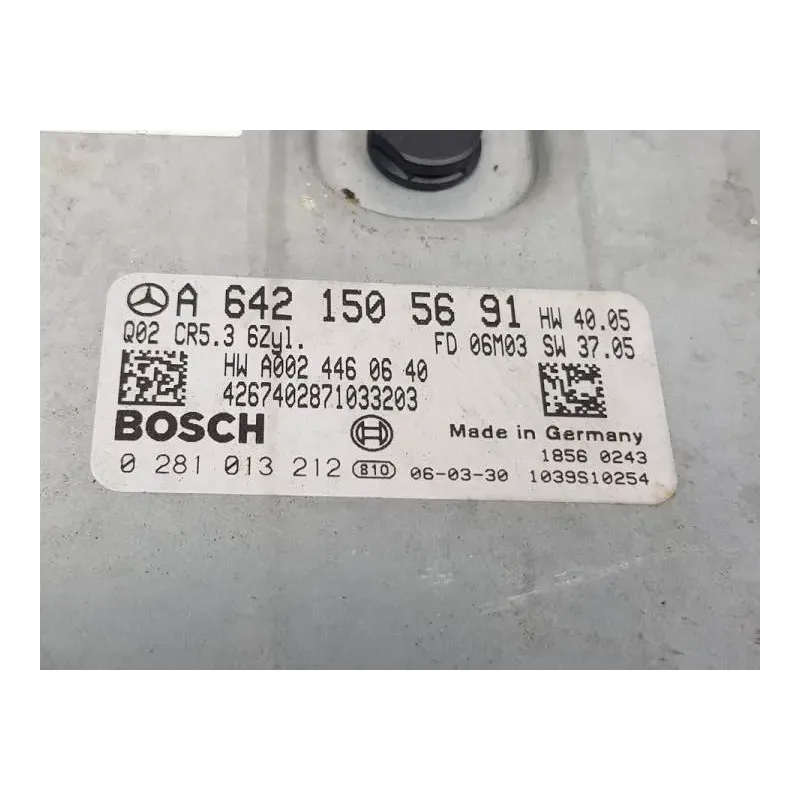 A 642 150 56 91 HW 40.05
Q02 CR5.3 6Zyl. FD 06M03 SW 37.05
HW A002 446 06 40
4267402871033203
BOSCH Made in Germany
1856 0243
0 281 013 212 810 06-03-30 1039S10254